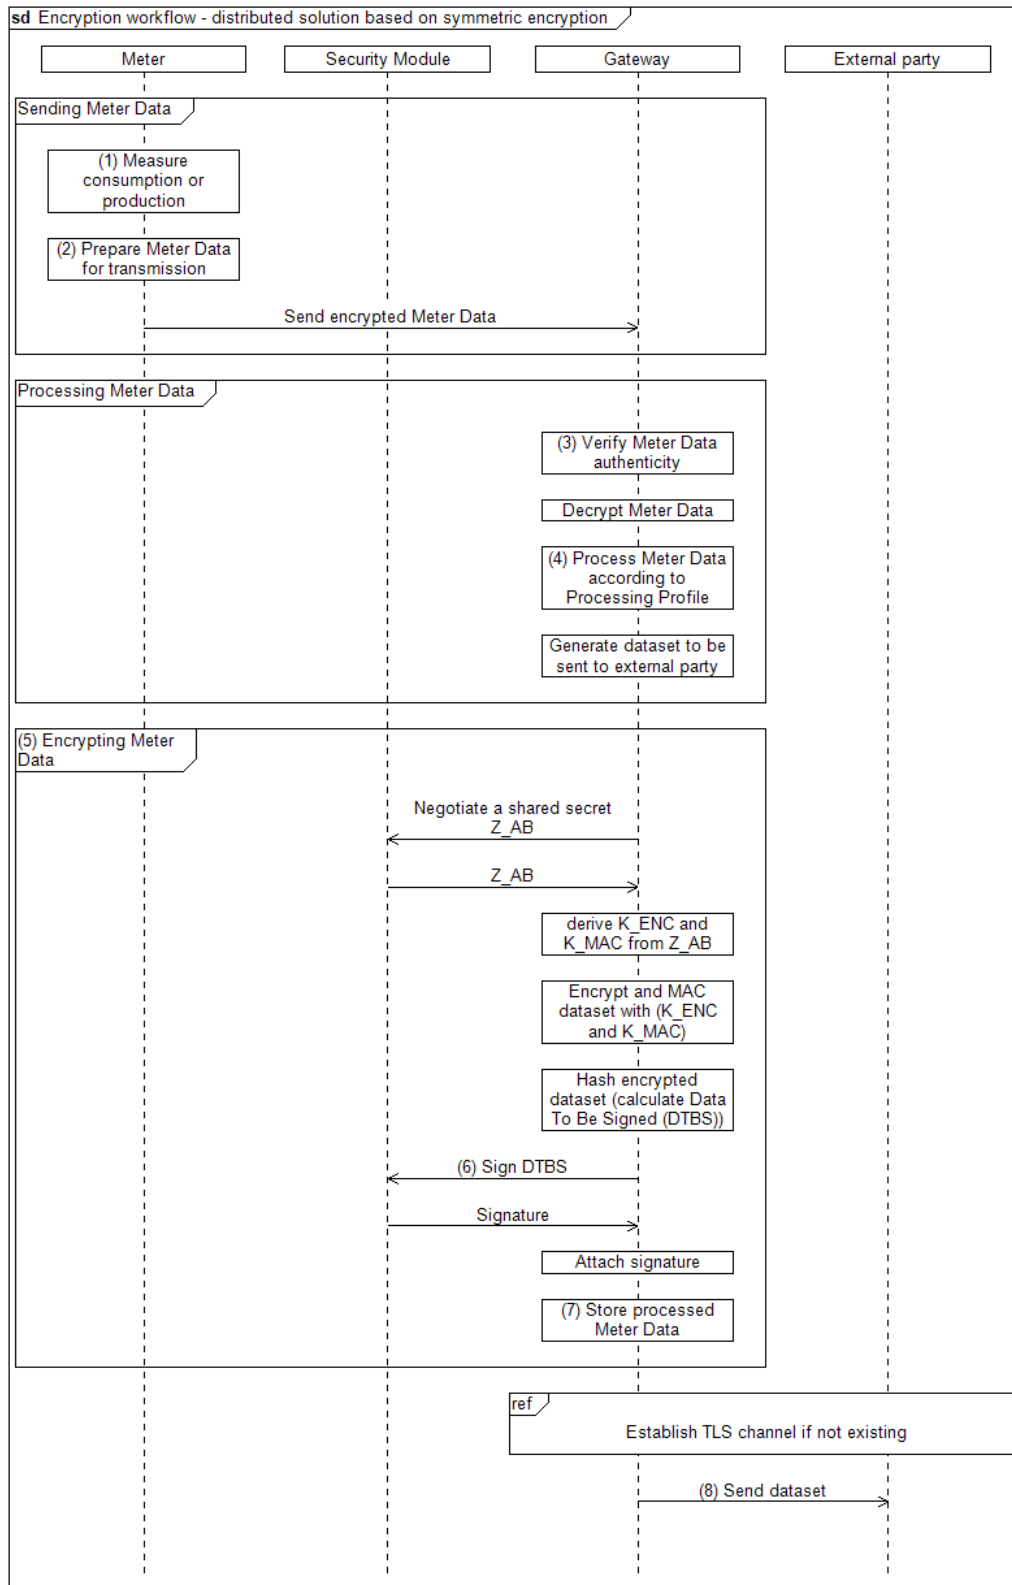 sd Encryption workflow - distributed solution based on symmetric encryption
Meter
Security Module
Gateway
External party
Sending Meter Data
(1) Measure
consumption or
production
(2) Prepare Meter Data
for transmission
Send encrypted Meter Data
Processing Meter Data
(3) Verify Meter Data
authenticity
Decrypt Meter Data
(4) Process Meter Data
according to
Processing Profile
Generate dataset to be
sent to external party
(5) Encrypting Meter
Data
Negotiate a shared secret
Z_AB
Z_AB
derive K_ENC and
K_MAC from Z_AB
Encrypt and MAC
dataset with (K_ENC
and K_MAC)
Hash encrypted
dataset (calculate Data
To Be Signed (DTBS))
(6) Sign DTBS
Signature
Attach signature
(7) Store processed
Meter Data
ref
Establish TLS channel if not existing
(8) Send dataset